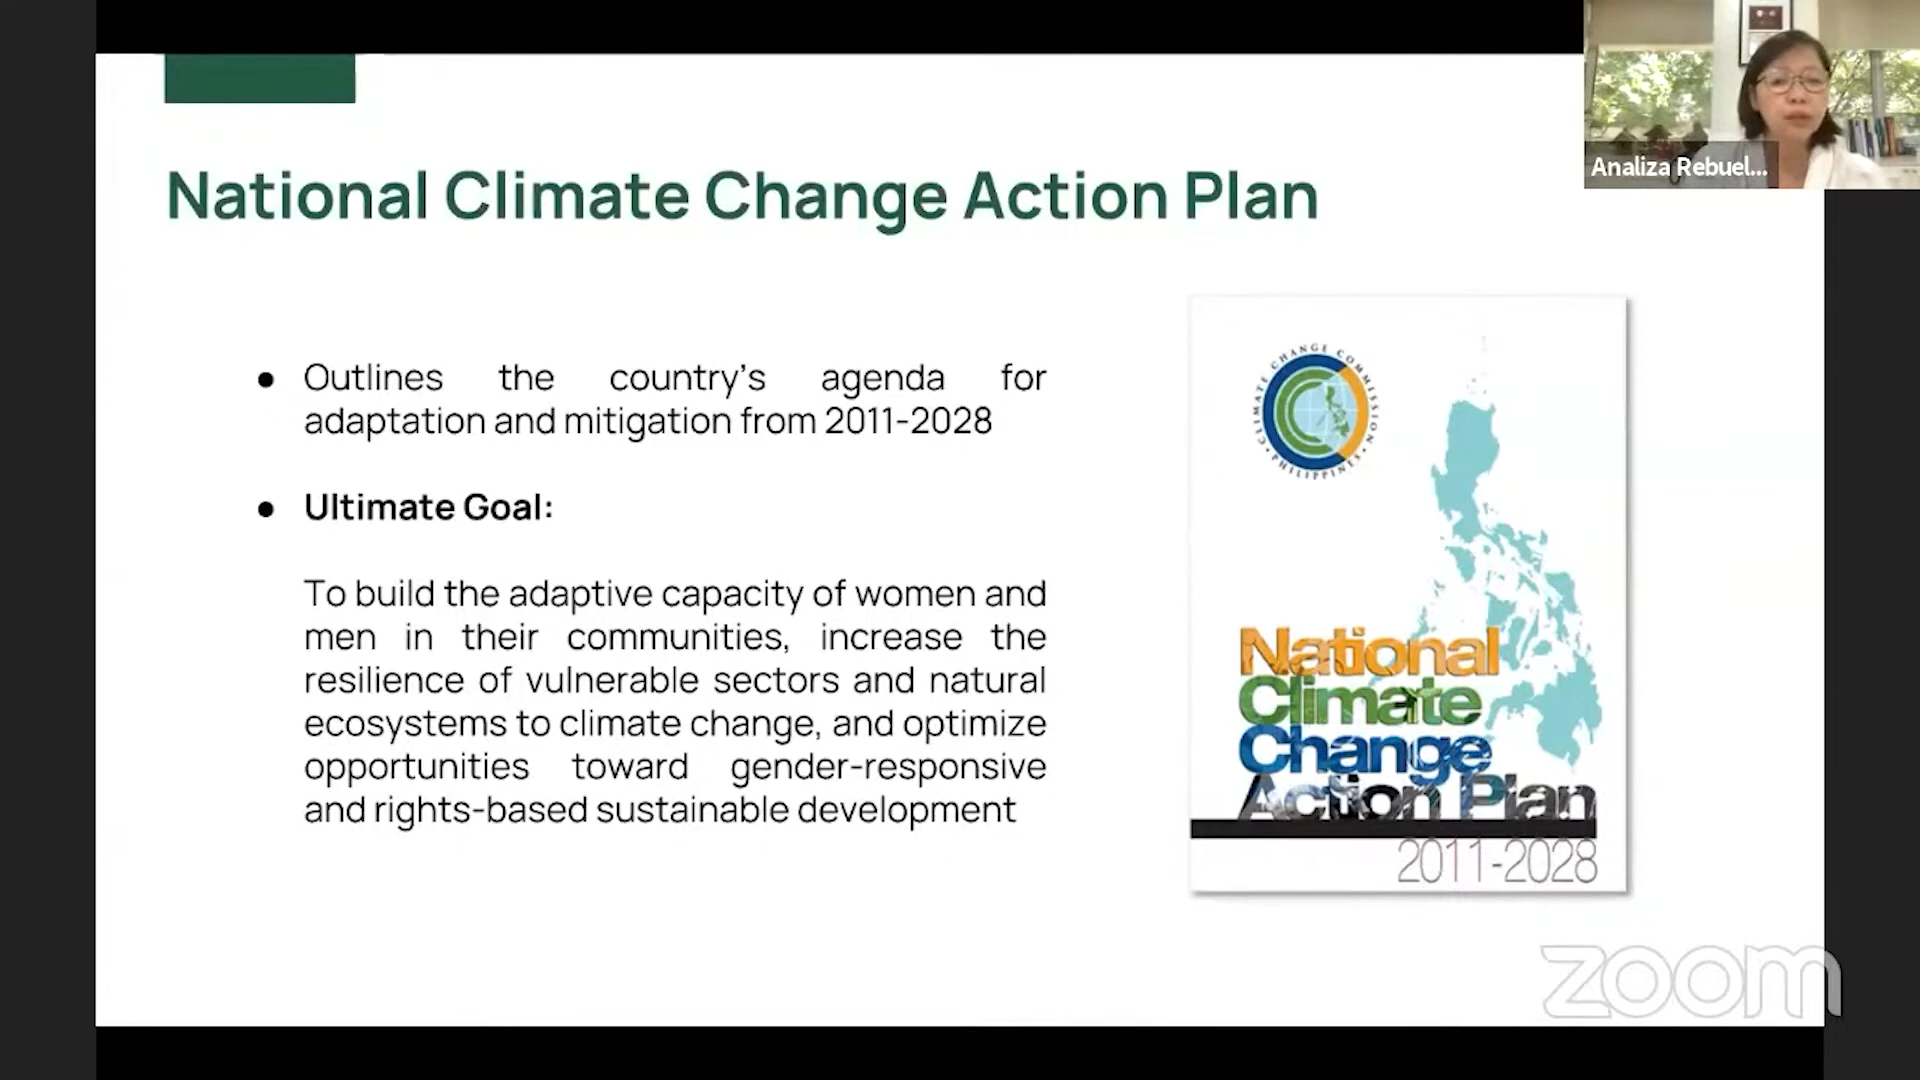 Analiza Rebuel...
National Climate Change Action Plan
● Outlines the country's agenda for
adaptation and mitigation from 2011-2028
● Ultimate Goal:
To build the adaptive capacity of women and
men in their communities, increase the
resilience of vulnerable sectors and natural
ecosystems to climate change, and optimize
opportunities toward gender-responsive
and rights-based sustainable development
CLIMATE CHANGE COMMISSION
PHILIPPINES
National
Climate
Change
Action Plan
2011-2028
zoom